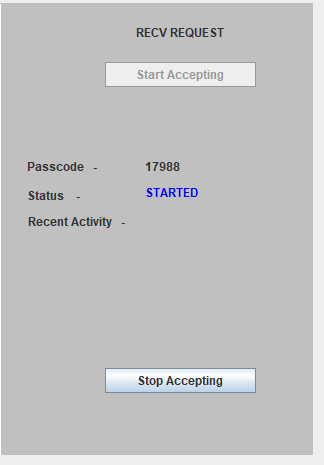 RECV REQUEST
Start Accepting
Passcode - 17988
Status - STARTED
Recent Activity -
Stop Accepting